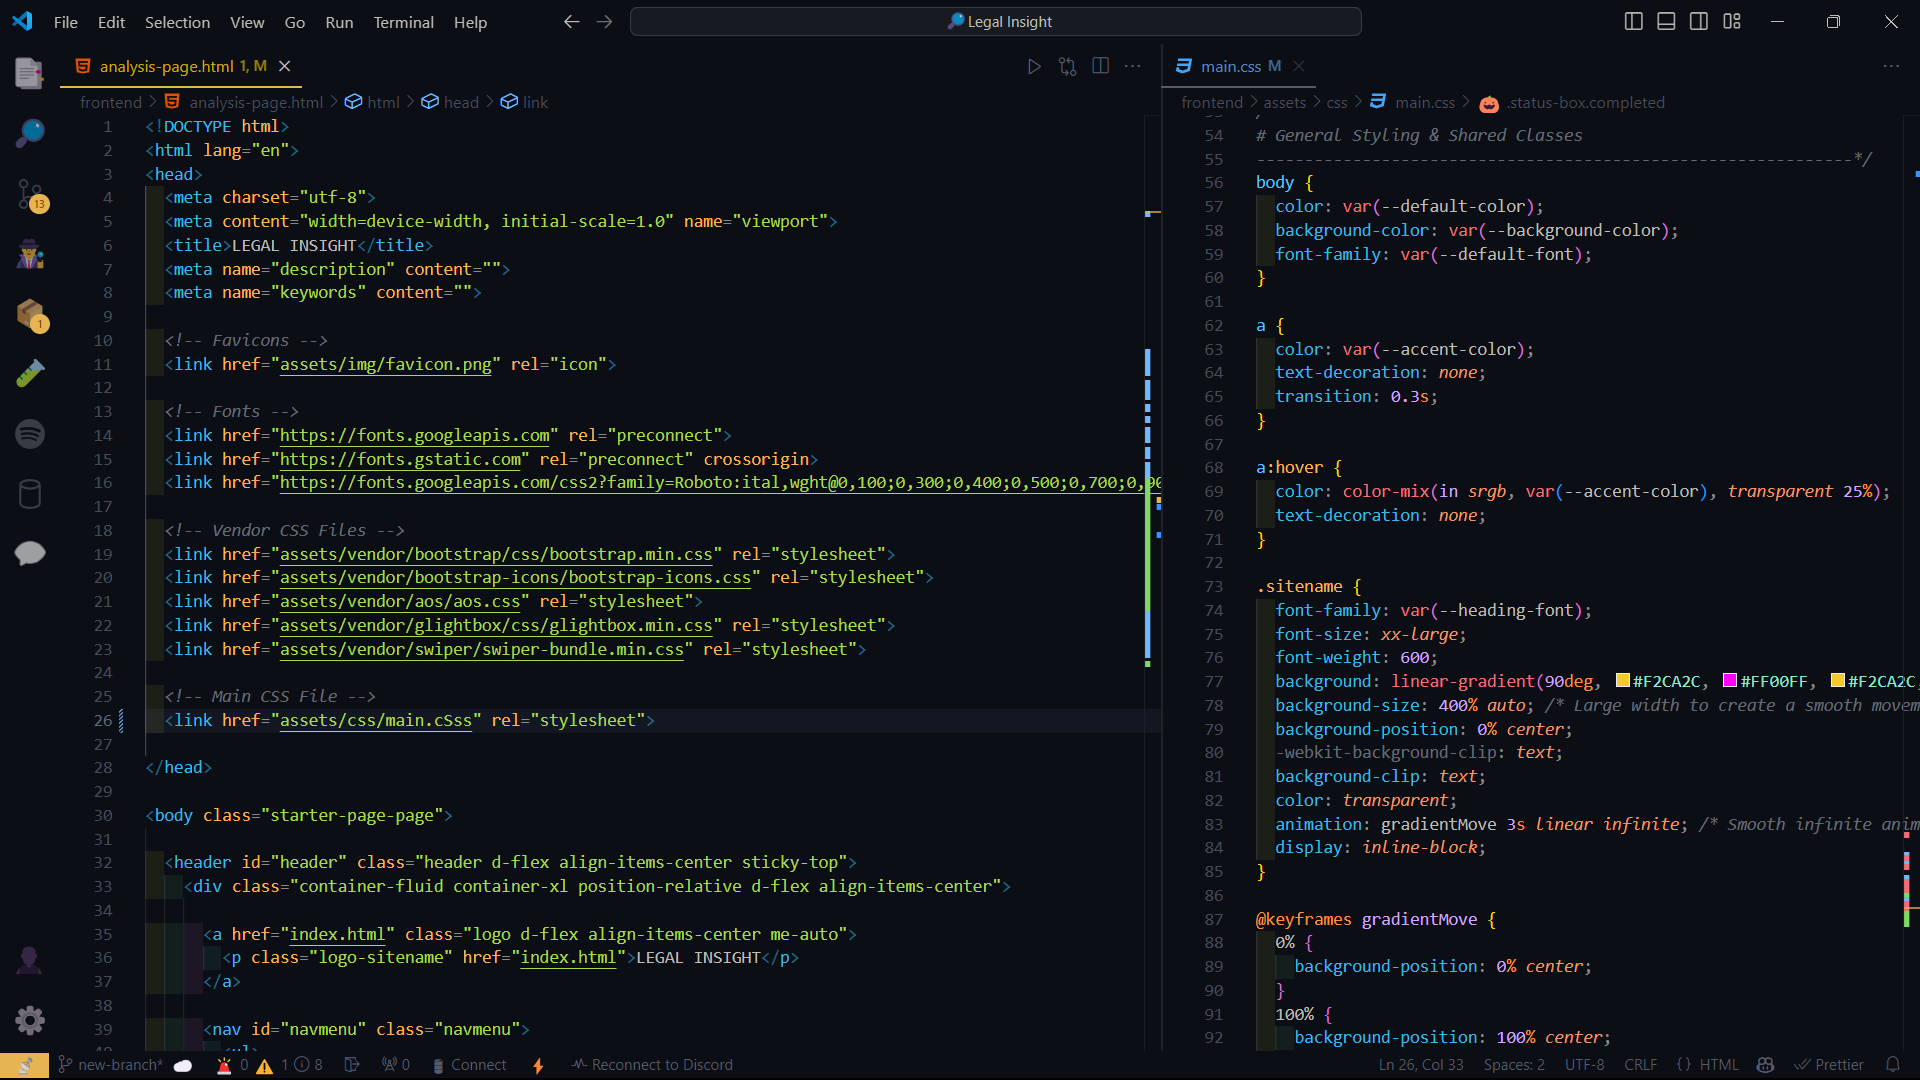 File Edit Selection View Go Run Terminal Help
Legal Insight
analysis-page.html 1, M
frontend > analysis-page.html > html > head > link
1 <!DOCTYPE html>
2 <html lang="en">
3 <head>
4 <meta charset="utf-8">
5 <meta content="width=device-width, initial-scale=1.0" name="viewport">
6 <title>LEGAL INSIGHT</title>
7 <meta name="description" content="">
8 <meta name="keywords" content="">
9
10 <!-- Favicons -->
11 <link href="assets/img/favicon.png" rel="icon">
12
13 <!-- Fonts -->
14 <link href="https://fonts.googleapis.com" rel="preconnect">
15 <link href="https://fonts.gstatic.com" rel="preconnect" crossorigin>
16 <link href="https://fonts.googleapis.com/css2?family=Roboto:ital,wght@0,100;0,300;0,400;0,500;0,700;0,90
17
18 <!-- Vendor CSS Files -->
19 <link href="assets/vendor/bootstrap/css/bootstrap.min.css" rel="stylesheet">
20 <link href="assets/vendor/bootstrap-icons/bootstrap-icons.css" rel="stylesheet">
21 <link href="assets/vendor/aos/aos.css" rel="stylesheet">
22 <link href="assets/vendor/glightbox/css/glightbox.min.css" rel="stylesheet">
23 <link href="assets/vendor/swiper/swiper-bundle.min.css" rel="stylesheet">
24
25 <!-- Main CSS File -->
26 <link href="assets/css/main.cSss" rel="stylesheet">
27
28 </head>
29
30 <body class="starter-page-page">
31
32 <header id="header" class="header d-flex align-items-center sticky-top">
33 <div class="container-fluid container-xl position-relative d-flex align-items-center">
34
35 <a href="index.html" class="logo d-flex align-items-center me-auto">
36 <p class="logo-sitename" href="index.html">LEGAL INSIGHT</p>
37 </a>
38
39 <nav id="navmenu" class="navmenu">
40 <ul>
main.css M
frontend > assets > css > main.css > .status-box.completed
54 # General Styling & Shared Classes
55 --------------------------------------------------------------*/
56 body {
57 color: var(--default-color);
58 background-color: var(--background-color);
59 font-family: var(--default-font);
60 }
61
62 a {
63 color: var(--accent-color);
64 text-decoration: none;
65 transition: 0.3s;
66 }
67
68 a:hover {
69 color: color-mix(in srgb, var(--accent-color), transparent 25%);
70 text-decoration: none;
71 }
72
73 .sitename {
74 font-family: var(--heading-font);
75 font-size: xx-large;
76 font-weight: 600;
77 background: linear-gradient(90deg, #F2CA2C, #FF00FF, #F2CA2C,
78 background-size: 400% auto; /* Large width to create a smooth movem
79 background-position: 0% center;
80 -webkit-background-clip: text;
81 background-clip: text;
82 color: transparent;
83 animation: gradientMove 3s linear infinite; /* Smooth infinite anim
84 display: inline-block;
85 }
86
87 @keyframes gradientMove {
88 0% {
89 background-position: 0% center;
90 }
91 100% {
92 background-position: 100% center;
13
1
new-branch* 0 1 8 0 Connect Reconnect to Discord
Ln 26, Col 33 Spaces: 2 UTF-8 CRLF {} HTML Prettier